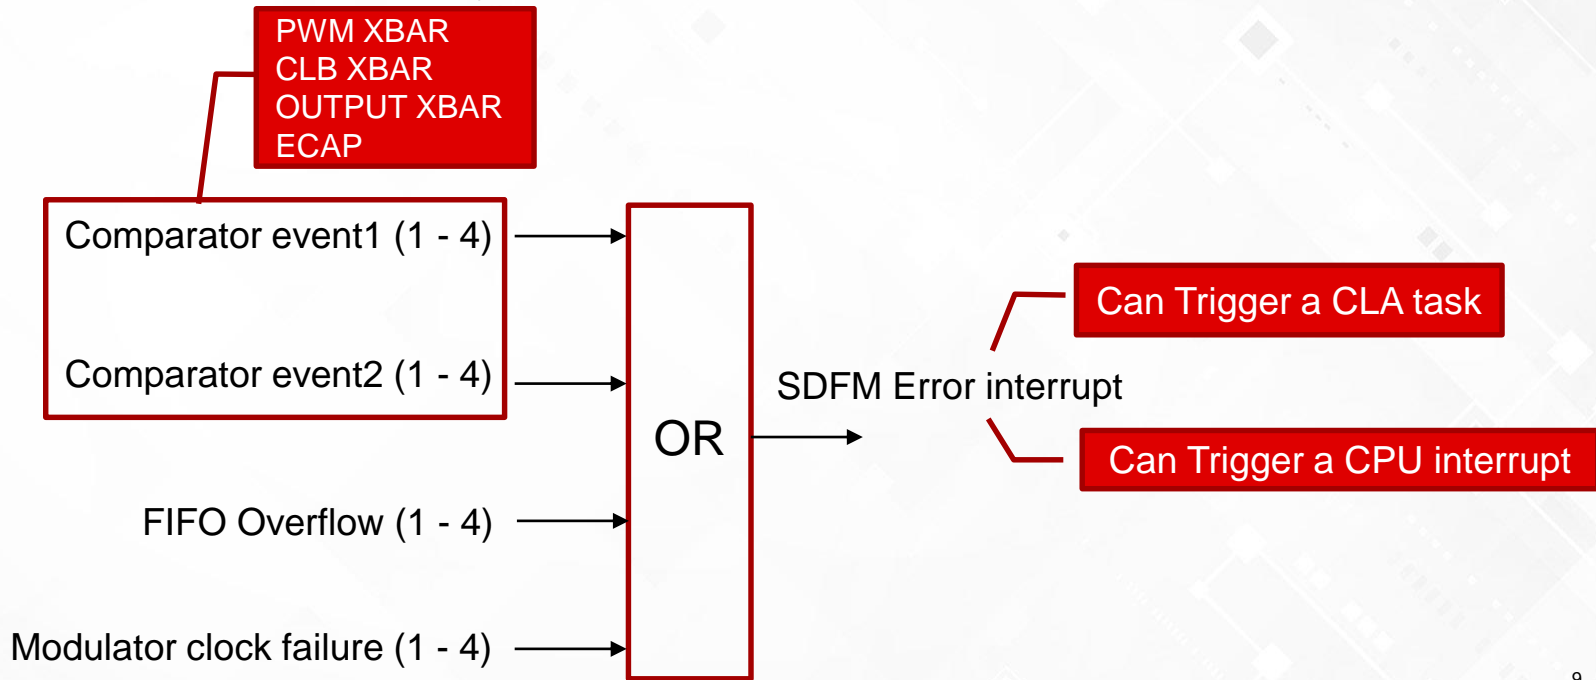 PWM XBAR
CLB XBAR
OUTPUT XBAR
ECAP
Comparator event1 (1 - 4)
Comparator event2 (1 - 4)
FIFO Overflow (1 - 4)
Modulator clock failure (1 - 4)
OR
SDFM Error interrupt
Can Trigger a CLA task
Can Trigger a CPU interrupt
9